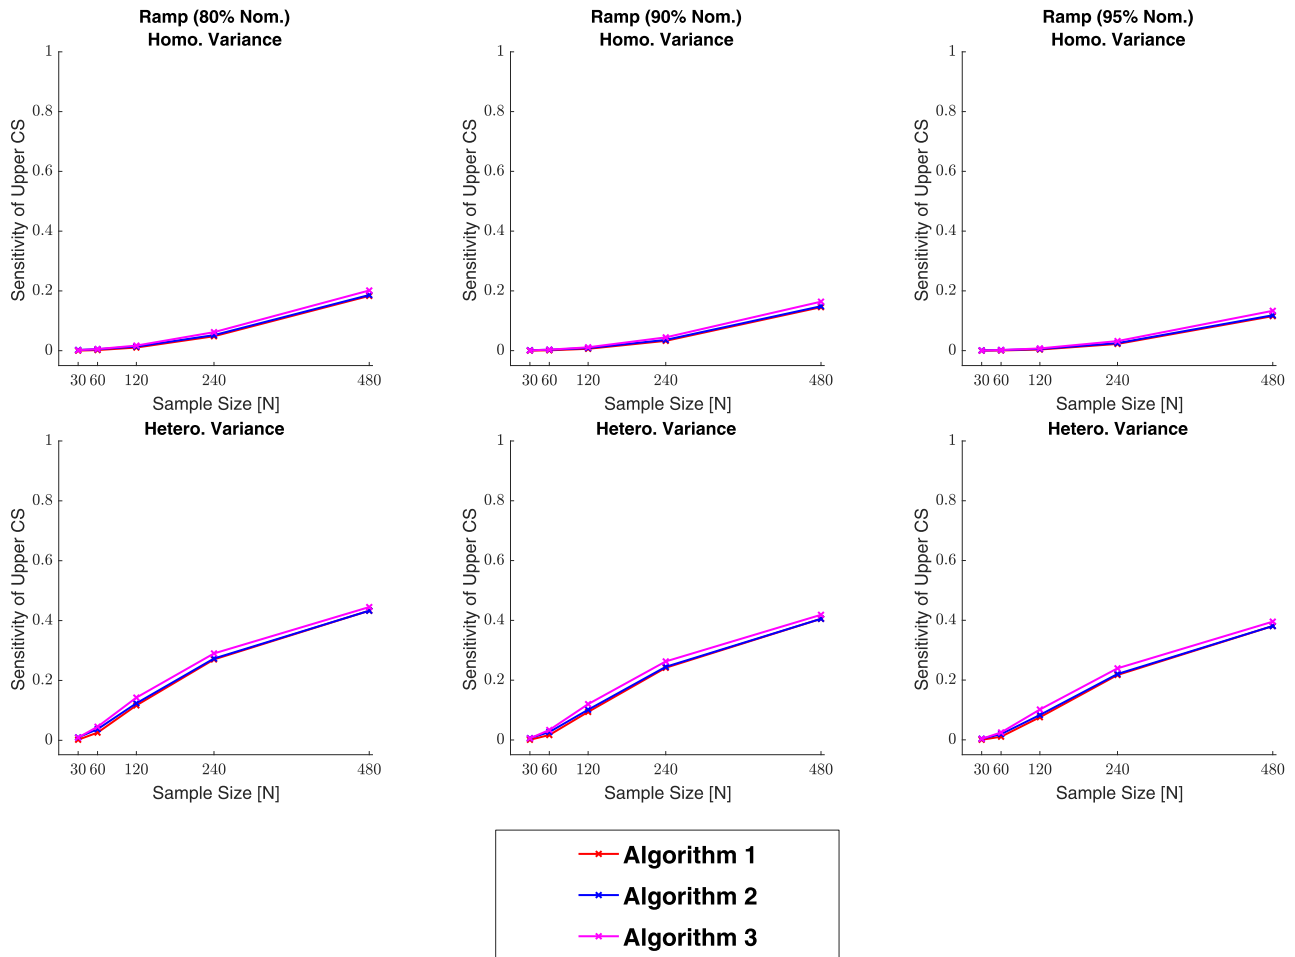 Ramp (80% Nom.)
Homo. Variance
1
0.8
0.6
0.4
0.2
0
Sensitivity of Upper CS
30 60 120 240 480
Sample Size [N]
Ramp (90% Nom.)
Homo. Variance
1
0.8
0.6
0.4
0.2
0
Sensitivity of Upper CS
30 60 120 240 480
Sample Size [N]
Ramp (95% Nom.)
Homo. Variance
1
0.8
0.6
0.4
0.2
0
Sensitivity of Upper CS
30 60 120 240 480
Sample Size [N]
Hetero. Variance
1
0.8
0.6
0.4
0.2
0
Sensitivity of Upper CS
30 60 120 240 480
Sample Size [N]
Hetero. Variance
1
0.8
0.6
0.4
0.2
0
Sensitivity of Upper CS
30 60 120 240 480
Sample Size [N]
Hetero. Variance
1
0.8
0.6
0.4
0.2
0
Sensitivity of Upper CS
30 60 120 240 480
Sample Size [N]
Algorithm 1
Algorithm 2
Algorithm 3